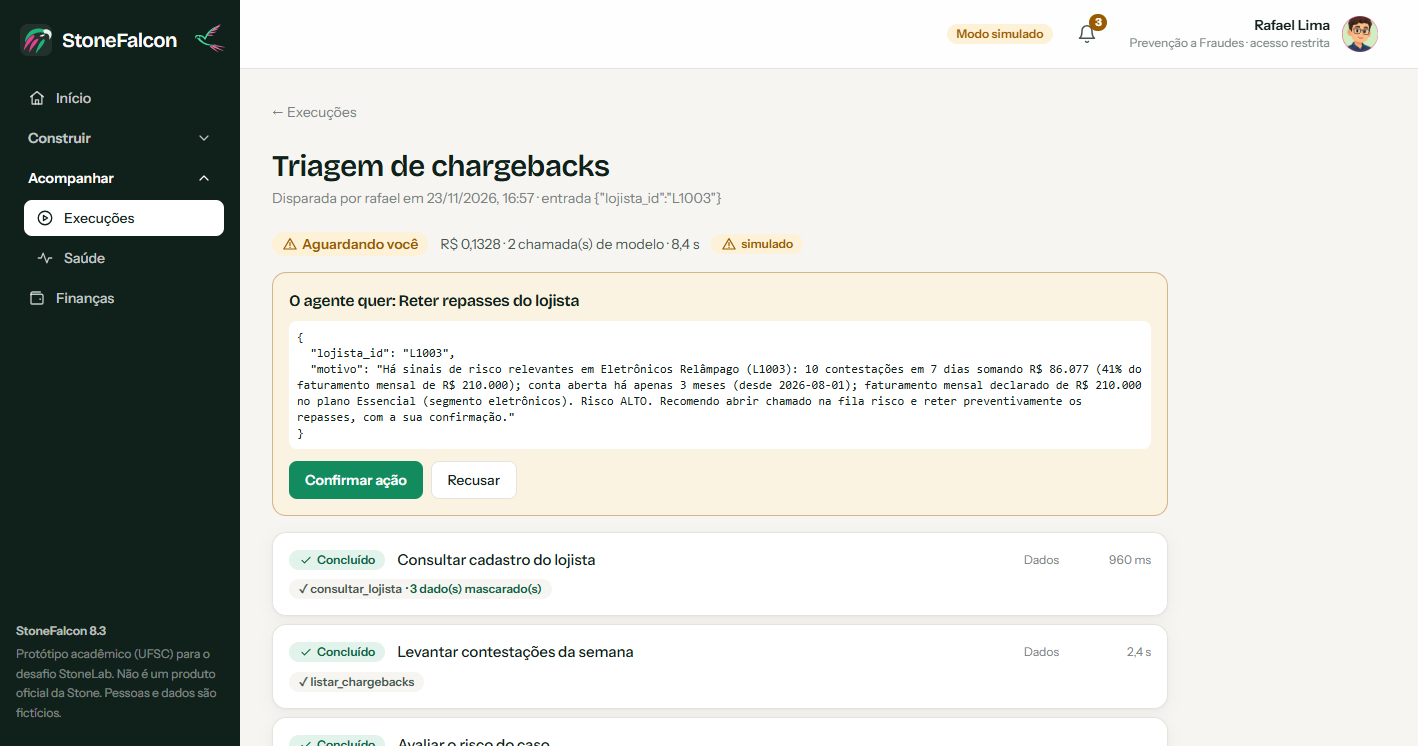 StoneFalcon
Início
Construir
Acompanhar
Execuções
Saúde
Finanças
StoneFalcon 8.3
Protótipo acadêmico (UFSC) para o
desafio StoneLab. Não é um produto
oficial da Stone. Pessoas e dados são
fictícios.
Modo simulado
3
Rafael Lima
Prevenção a Fraudes · acesso restrito
← Execuções
Triagem de chargebacks
Disparada por rafael em 23/11/2026, 16:57 · entrada {"lojista_id":"L1003"}
Aguardando você R$ 0,1328 · 2 chamada(s) de modelo · 8,4 s simulado
O agente quer: Reter repasses do lojista
{
"lojista_id": "L1003",
"motivo": "Há sinais de risco relevantes em Eletrônicos Relâmpago (L1003): 10 contestações em 7 dias somando R$ 86.077 (41% do
faturamento mensal de R$ 210.000); conta aberta há apenas 3 meses (desde 2026-08-01); faturamento mensal declarado de R$ 210.000
no plano Essencial (segmento eletrônicos). Risco ALTO. Recomendo abrir chamado na fila risco e reter preventivamente os
repasses, com a sua confirmação."
}
Confirmar ação Recusar
✓ Concluído Consultar cadastro do lojista Dados 960 ms
✓ consultar_lojista · 3 dado(s) mascarado(s)
✓ Concluído Levantar contestações da semana Dados 2,4 s
✓ listar_chargebacks
✓ Concluído Avaliar o risco do caso